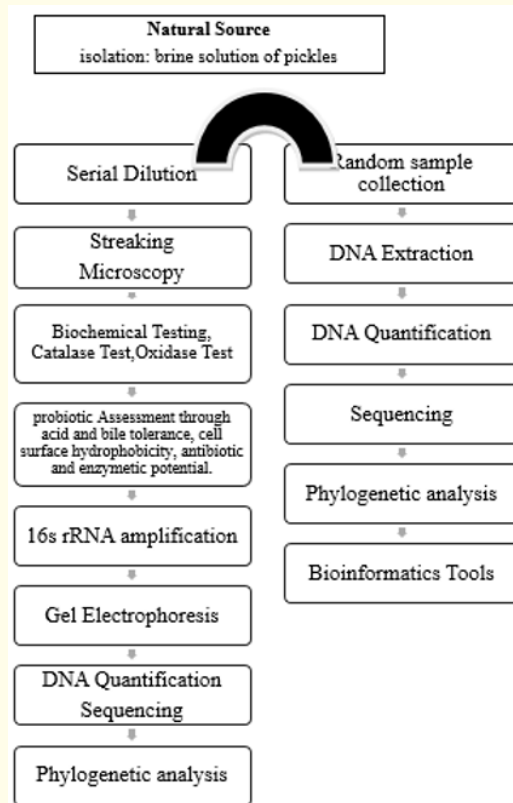 Natural Source
isolation: brine solution of pickles
Serial Dilution
Streaking
Microscopy
Biochemical Testing,
Catalase Test,Oxidase Test
probiotic Assessment through
acid and bile tolerance, cell
surface hydrophobicity, antibiotic
and enzymetic potential.
16s rRNA amplification
Gel Electrophoresis
DNA Quantification
Sequencing
Phylogenetic analysis
Random sample
collection
DNA Extraction
DNA Quantification
Sequencing
Phylogenetic analysis
Bioinformatics Tools